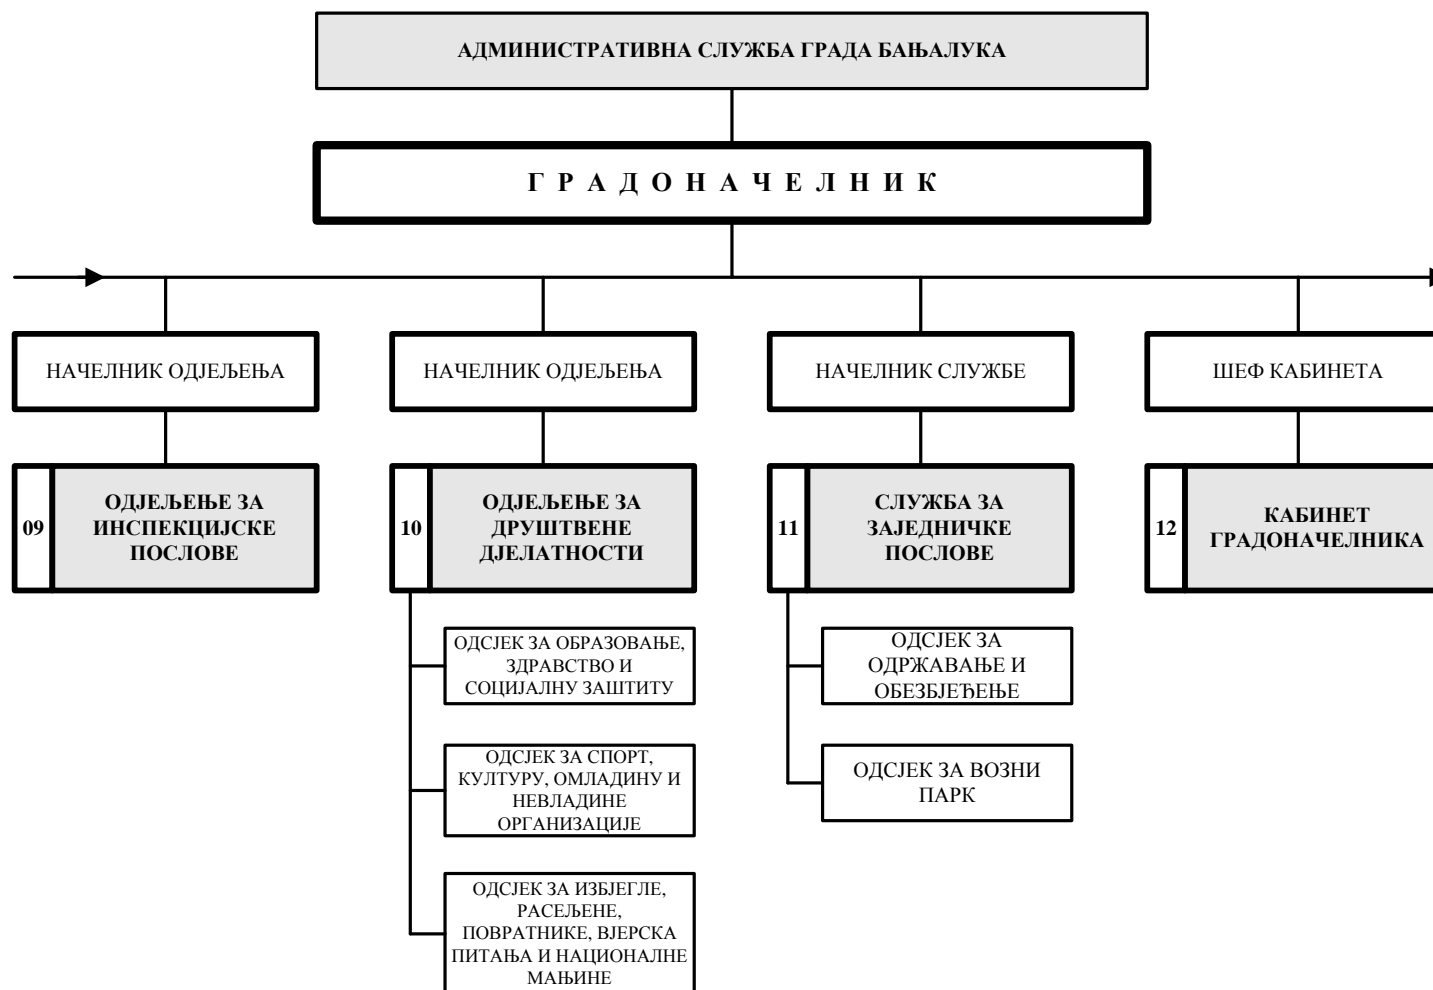 АДМИНИСТРАТИВНА СЛУЖБА ГРАДА БАЊАЛУКА
Г Р А Д О Н А Ч Е Л Н И К
НАЧЕЛНИК ОДЈЕЉЕЊА
НАЧЕЛНИК ОДЈЕЉЕЊА
НАЧЕЛНИК СЛУЖБЕ
ШЕФ КАБИНЕТА
09
ОДЈЕЉЕЊЕ ЗА
ИНСПЕКЦИЈСКЕ
ПОСЛОВЕ
10
ОДЈЕЉЕЊЕ ЗА
ДРУШТВЕНЕ
ДЈЕЛАТНОСТИ
11
СЛУЖБА ЗА
ЗАЈЕДНИЧКЕ
ПОСЛОВЕ
12
КАБИНЕТ
ГРАДОНАЧЕЛНИКА
ОДСЈЕК ЗА ОБРАЗОВАЊЕ,
ЗДРАВСТВО И
СОЦИЈАЛНУ ЗАШТИТУ
ОДСЈЕК ЗА СПОРТ,
КУЛТУРУ, ОМЛАДИНУ И
НЕВЛАДИНЕ
ОРГАНИЗАЦИЈЕ
ОДСЈЕК ЗА ИЗБЈЕГЛЕ,
РАСЕЉЕНЕ,
ПОВРАТНИКЕ, ВЈЕРСКА
ПИТАЊА И НАЦИОНАЛНЕ
МАЊИНЕ
ОДСЈЕК ЗА
ОДРЖАВАЊЕ И
ОБЕЗБЈЕЂЕЊЕ
ОДСЈЕК ЗА ВОЗНИ
ПАРК